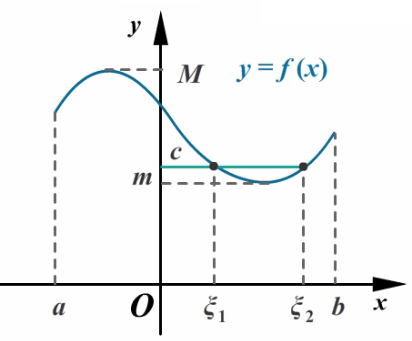 y
M y = f (x)
c
m
a O ξ₁ ξ₂ b x